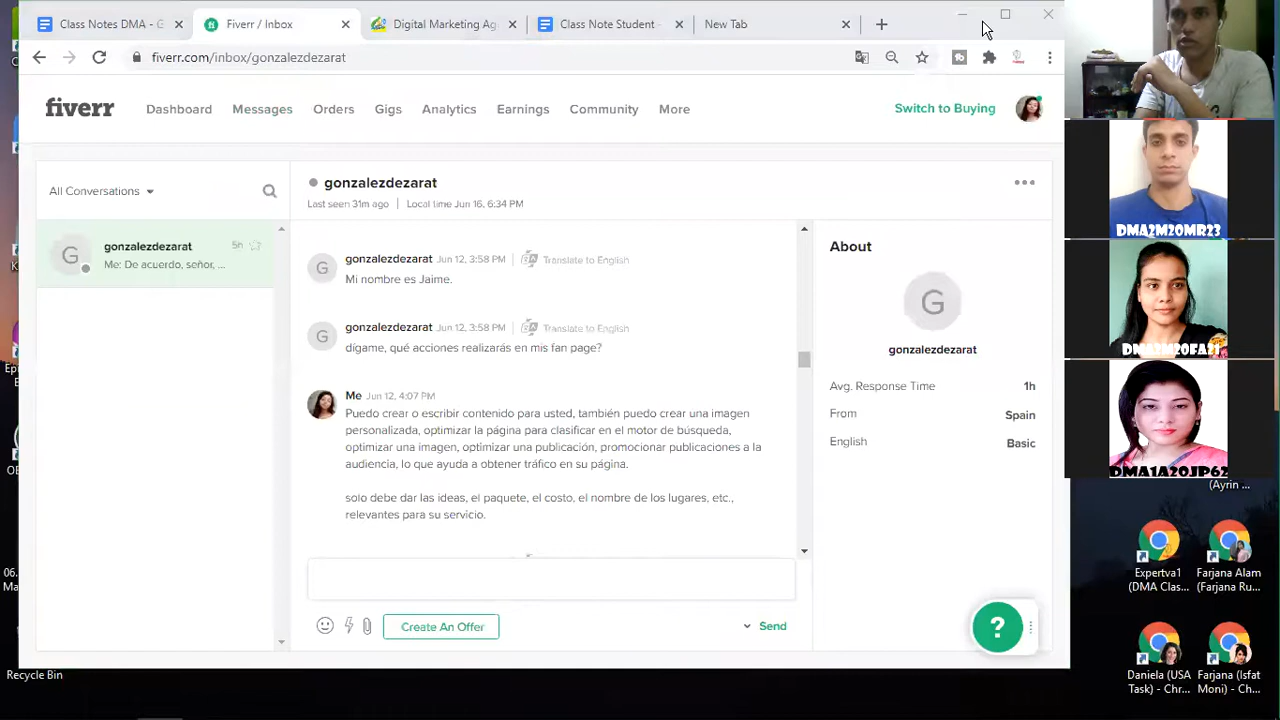 Class Notes DMA - G
Fiverr / Inbox
Digital Marketing Ag
Class Note Student -
New Tab
fiverr.com/inbox/gonzalezdezarat
fiverr
Dashboard
Messages
Orders
Gigs
Analytics
Earnings
Community
More
Switch to Buying
All Conversations
gonzalezdezarat
Last seen 31m ago | Local time Jun 16, 6:34 PM
G
gonzalezdezarat
5h
Me: De acuerdo, señor, ...
G
gonzalezdezarat Jun 12, 3:58 PM | Translate to English
Mi nombre es Jaime.
G
gonzalezdezarat Jun 12, 3:58 PM | Translate to English
dígame, qué acciones realizarás en mis fan page?
Me Jun 12, 4:07 PM
Puedo crear o escribir contenido para usted, también puedo crear una imagen
personalizada, optimizar la página para clasificar en el motor de búsqueda,
optimizar una imagen, optimizar una publicación, promocionar publicaciones a la
audiencia, lo que ayuda a obtener tráfico en su página.
solo debe dar las ideas, el paquete, el costo, el nombre de los lugares, etc.,
relevantes para su servicio.
Create An Offer
Send
About
G
gonzalezdezarat
Avg. Response Time 1h
From Spain
English Basic
?
DMA2M20MR23
DMA2M20FA21
DMA1A20JP62
(Ayrin ...
Expertva1
(DMA Clas...
Farjana Alam
(Farjana Ru...
Daniela (USA
Task) - Chr...
Farjana (Isfat
Moni) - Ch...
06.
Recycle Bin